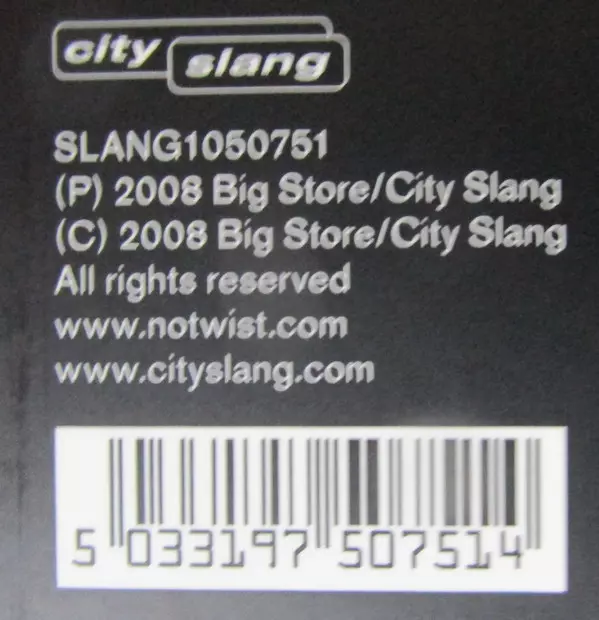 city slang
SLANG1050751
(P) 2008 Big Store/City Slang
(C) 2008 Big Store/City Slang
All rights reserved
www.notwist.com
www.cityslang.com
5 033197 507514